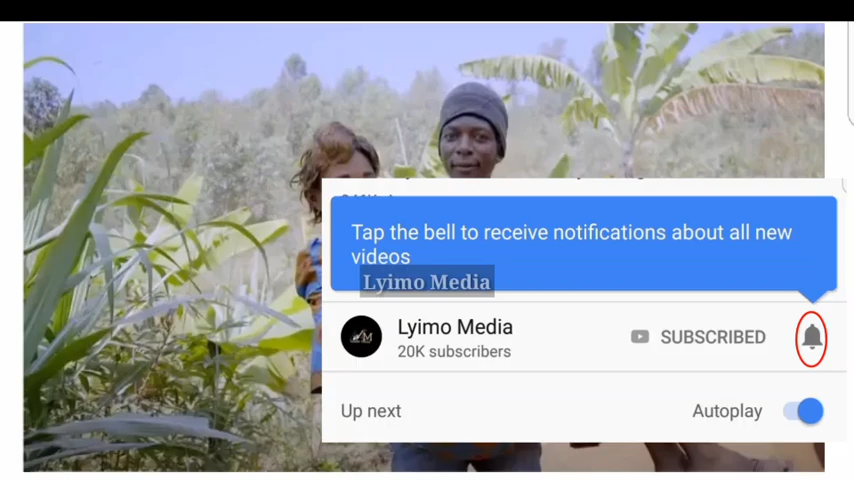 Tap the bell to receive notifications about all new
videos
Lyimo Media
Lyimo Media
20K subscribers
SUBSCRIBED
Up next
Autoplay